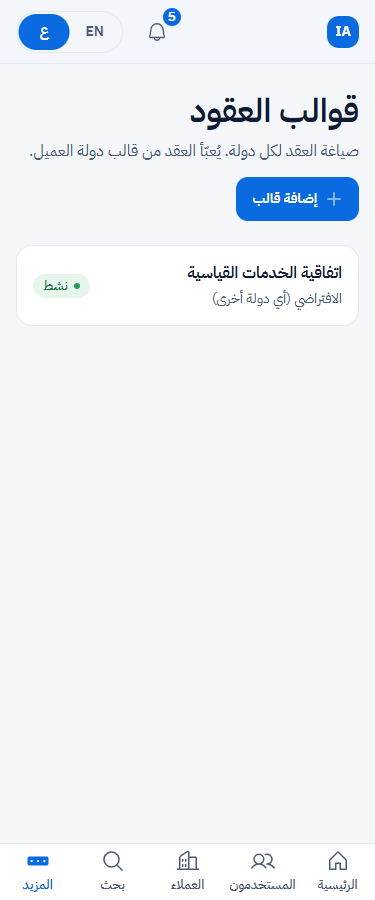 IA
5
EN
ع
قوالب العقود
صياغة العقد لكل دولة. يُعبّأ العقد من قالب دولة العميل.
إضافة قالب
اتفاقية الخدمات القياسية
الافتراضي (أي دولة أخرى)
نشط
الرئيسية
المستخدمون
العملاء
بحث
المزيد